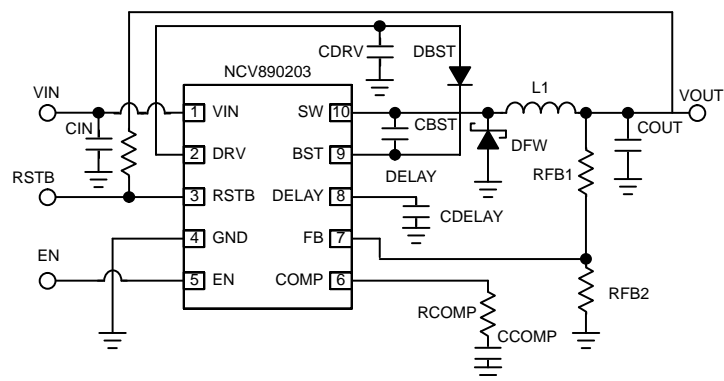 CDRV
DBST
NCV890203
L1
VIN
VOUT
1
VIN
SW
10
CIN
CBST
COUT
DFW
2
DRV
BST
9
DELAY
RFB1
RSTB
3
RSTB
DELAY
8
CDELAY
4
GND
FB
7
EN
5
EN
COMP
6
RFB2
RCOMP
CCOMP